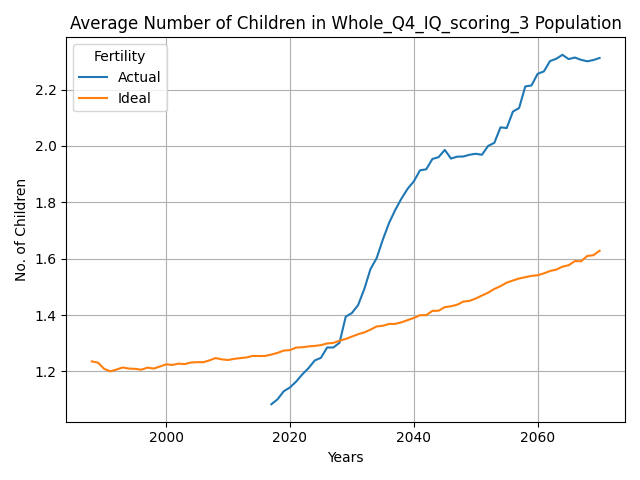 Average Number of Children in Whole_Q4_IQ_scoring_3 Population
Fertility
Actual
Ideal
No. of Children
2.2
2.0
1.8
1.6
1.4
1.2
2000
2020
2040
2060
Years